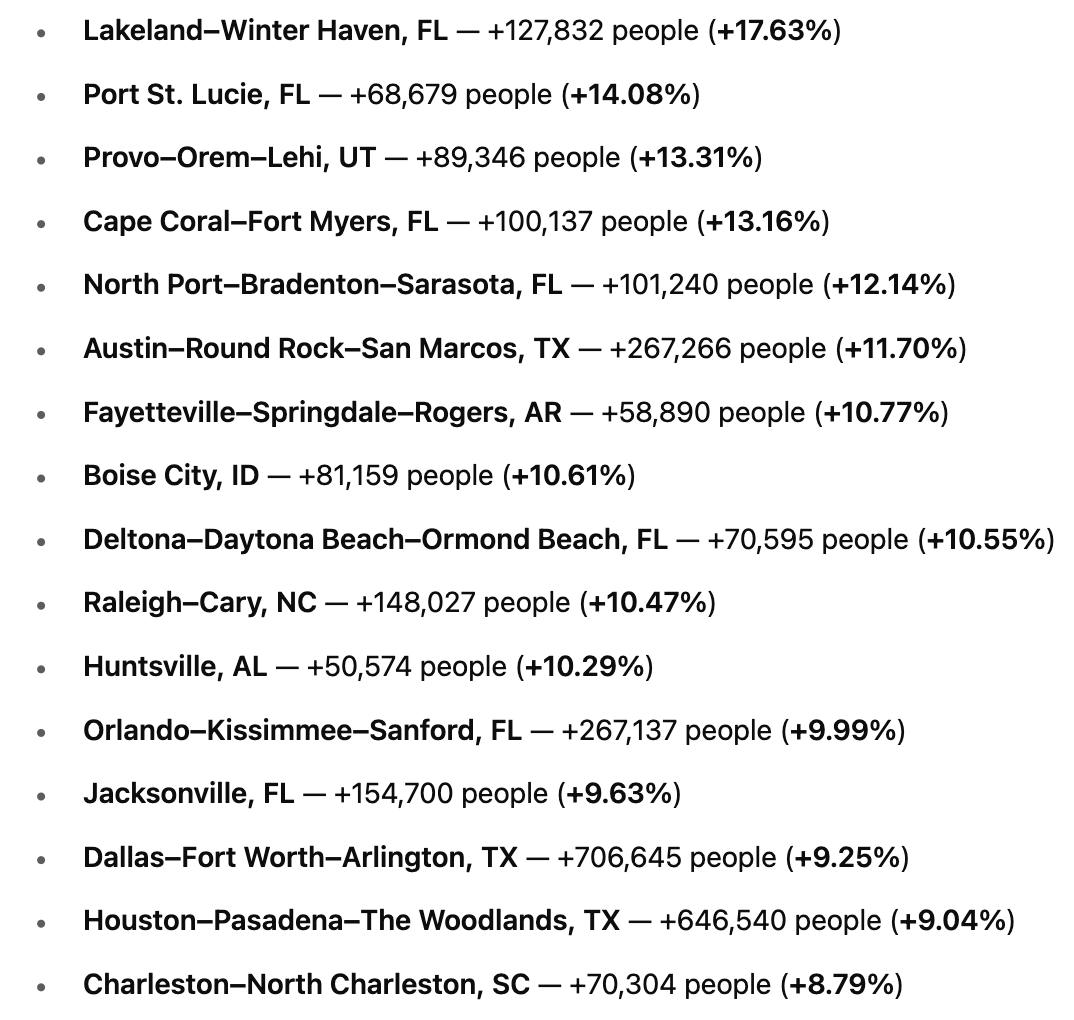 • Lakeland–Winter Haven, FL — +127,832 people (+17.63%)
• Port St. Lucie, FL — +68,679 people (+14.08%)
• Provo–Orem–Lehi, UT — +89,346 people (+13.31%)
• Cape Coral–Fort Myers, FL — +100,137 people (+13.16%)
• North Port–Bradenton–Sarasota, FL — +101,240 people (+12.14%)
• Austin–Round Rock–San Marcos, TX — +267,266 people (+11.70%)
• Fayetteville–Springdale–Rogers, AR — +58,890 people (+10.77%)
• Boise City, ID — +81,159 people (+10.61%)
• Deltona–Daytona Beach–Ormond Beach, FL — +70,595 people (+10.55%)
• Raleigh–Cary, NC — +148,027 people (+10.47%)
• Huntsville, AL — +50,574 people (+10.29%)
• Orlando–Kissimmee–Sanford, FL — +267,137 people (+9.99%)
• Jacksonville, FL — +154,700 people (+9.63%)
• Dallas–Fort Worth–Arlington, TX — +706,645 people (+9.25%)
• Houston–Pasadena–The Woodlands, TX — +646,540 people (+9.04%)
• Charleston–North Charleston, SC — +70,304 people (+8.79%)